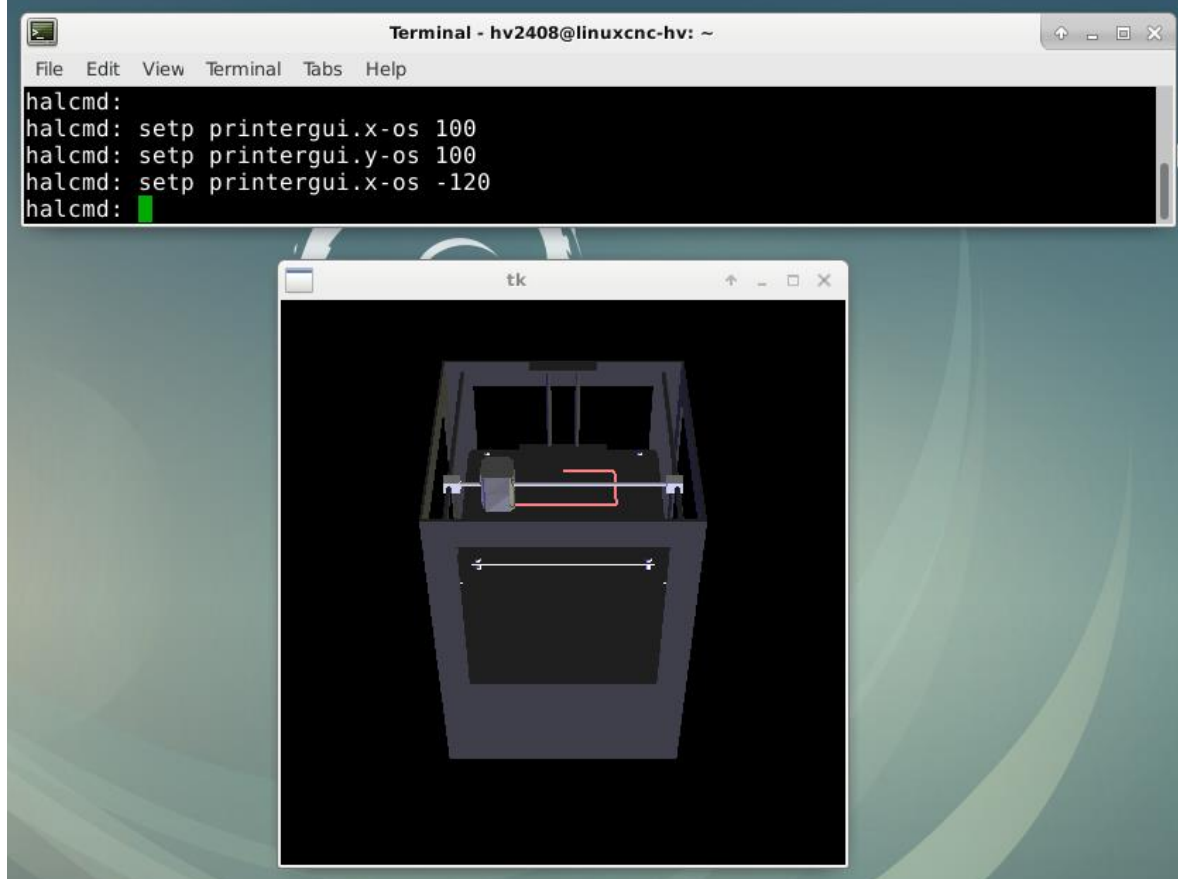 Terminal - hv2408@linuxcnc-hv: ~
File Edit View Terminal Tabs Help
halcmd:
halcmd: setp printergui.x-os 100
halcmd: setp printergui.y-os 100
halcmd: setp printergui.x-os -120
halcmd:
tk